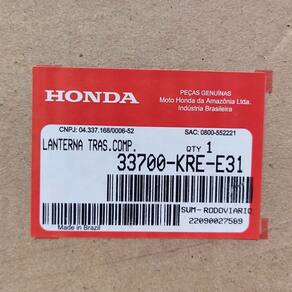 HONDA
PEÇAS GENUÍNAS
Moto Honda da Amazônia Ltda.
Indústria Brasileira
CNPJ: 04.337.168/0006-52
SAC: 0800-552221
LANTERNA TRAS.COMP.
QTY 1
33700-KRE-E31
SUM-RODOVIARIO
22090027589
Made in Brazil